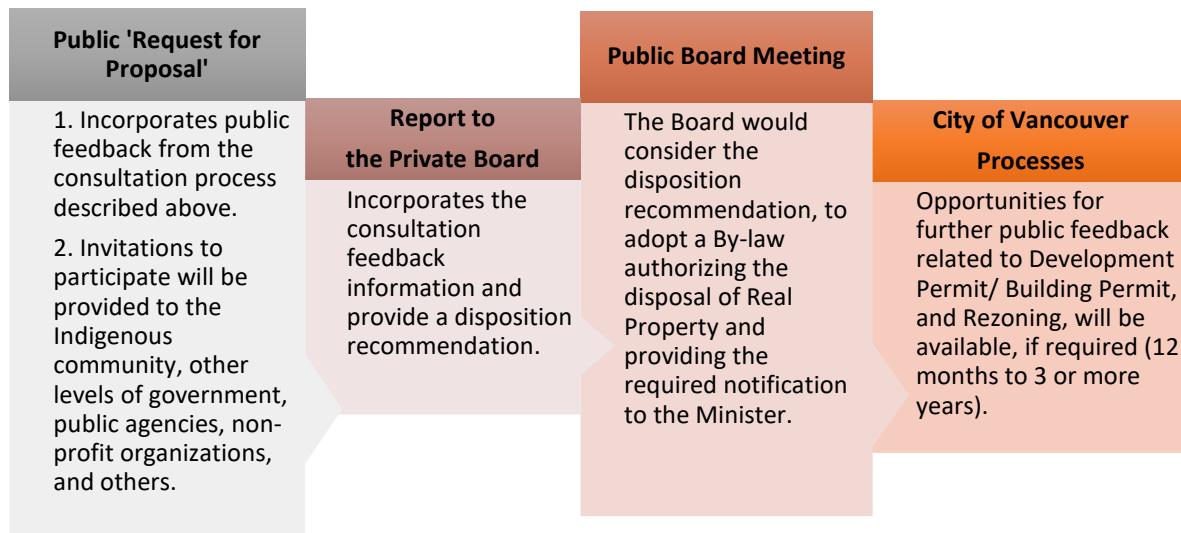 Public 'Request for
Proposal'
1. Incorporates public
feedback from the
consultation process
described above.
2. Invitations to
participate will be
provided to the
Indigenous
community, other
levels of government,
public agencies, non-
profit organizations,
and others.
Report to
the Private Board
Incorporates the
consultation
feedback
information and
provide a disposition
recommendation.
Public Board Meeting
The Board would
consider the
disposition
recommendation, to
adopt a By-law
authorizing the
disposal of Real
Property and
providing the
required notification
to the Minister.
City of Vancouver
Processes
Opportunities for
further public feedback
related to Development
Permit/ Building Permit,
and Rezoning, will be
available, if required (12
months to 3 or more
years).